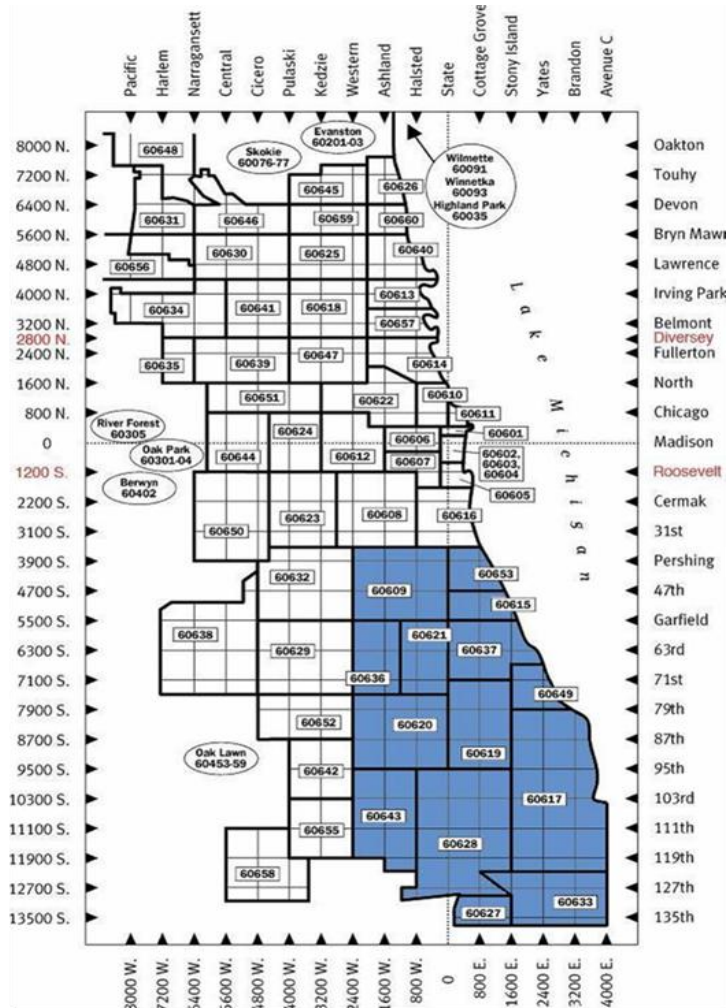 Pacific
Harlem
Narragansett
Central
Cicero
Pulaski
Kedzie
Western
Ashland
Halsted
State
Cottage Grove
Stony Island
Yates
Brandon
Avenue C
8000 N.
Oakton
7200 N.
Touhy
6400 N.
Devon
5600 N.
Bryn Mawr
4800 N.
Lawrence
4000 N.
Irving Park
3200 N.
Belmont
2800 N.
Diversey
2400 N.
Fullerton
1600 N.
North
800 N.
Chicago
0
Madison
1200 S.
Roosevelt
2200 S.
Cermak
3100 S.
31st
3900 S.
Pershing
4700 S.
47th
5500 S.
Garfield
6300 S.
63rd
7100 S.
71st
7900 S.
79th
8700 S.
87th
9500 S.
95th
10300 S.
103rd
11100 S.
111th
11900 S.
119th
12700 S.
127th
13500 S.
135th
Evanston
60201-03
Skokie
60076-77
Wilmette
60091
Winnetka
60093
Highland Park
60035
60648
60645
60626
60631
60646
60659
60660
60630
60625
60640
60656
60634
60641
60618
60613
60657
60635
60639
60647
60614
60651
60622
60610
60611
River Forest
60305
60624
60606
60601
Oak Park
60301-04
60644
60612
60607
60602,
60603,
60604
Berwyn
60402
60605
60650
60623
60608
60616
60632
60609
60653
60615
60638
60629
60621
60637
60636
60649
60652
60620
60619
Oak Lawn
60453-59
60642
60617
60655
60643
60628
60658
60627
60633
Lake Michisan
8000 W.
7200 W.
6400 W.
5600 W.
4800 W.
4000 W.
3200 W.
2400 W.
1600 W.
800 W.
0
800 E.
1600 E.
2400 E.
3200 E.
4000 E.